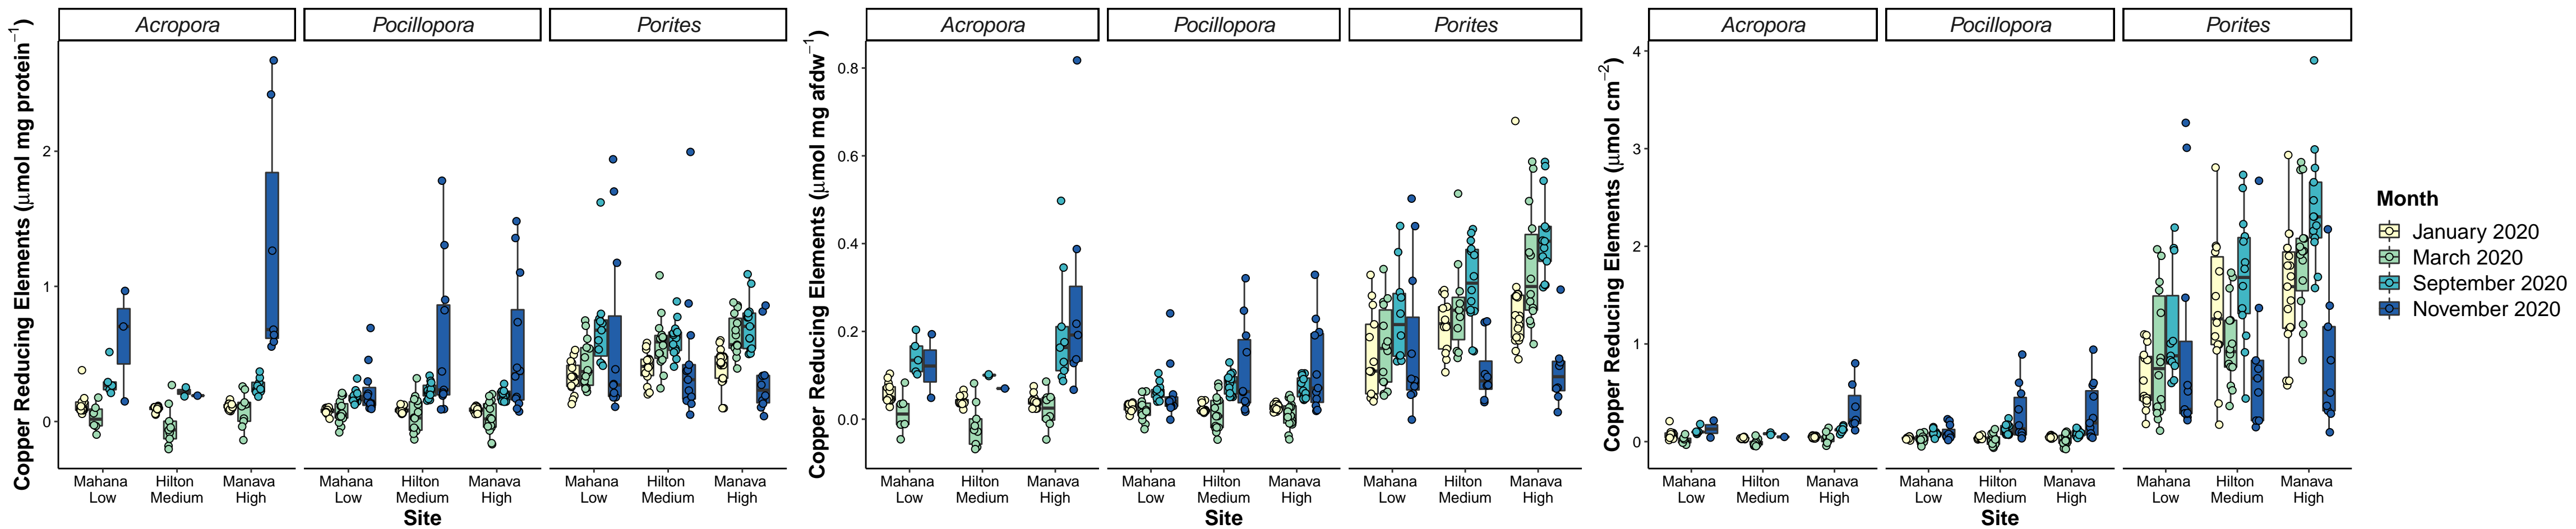 Copper Reducing Elements (μmol mg protein⁻¹)
Acropora
Pocillopora
Porites
2
1
0
Mahana
Low
Hilton
Medium
Manava
High
Mahana
Low
Hilton
Medium
Manava
High
Mahana
Low
Hilton
Medium
Manava
High
Site
Copper Reducing Elements (μmol mg afdw⁻¹)
Acropora
Pocillopora
Porites
0.8
0.6
0.4
0.2
0.0
Mahana
Low
Hilton
Medium
Manava
High
Mahana
Low
Hilton
Medium
Manava
High
Mahana
Low
Hilton
Medium
Manava
High
Site
Copper Reducing Elements (μmol cm⁻²)
Acropora
Pocillopora
Porites
4
3
2
1
0
Mahana
Low
Hilton
Medium
Manava
High
Mahana
Low
Hilton
Medium
Manava
High
Mahana
Low
Hilton
Medium
Manava
High
Site
Month
January 2020
March 2020
September 2020
November 2020